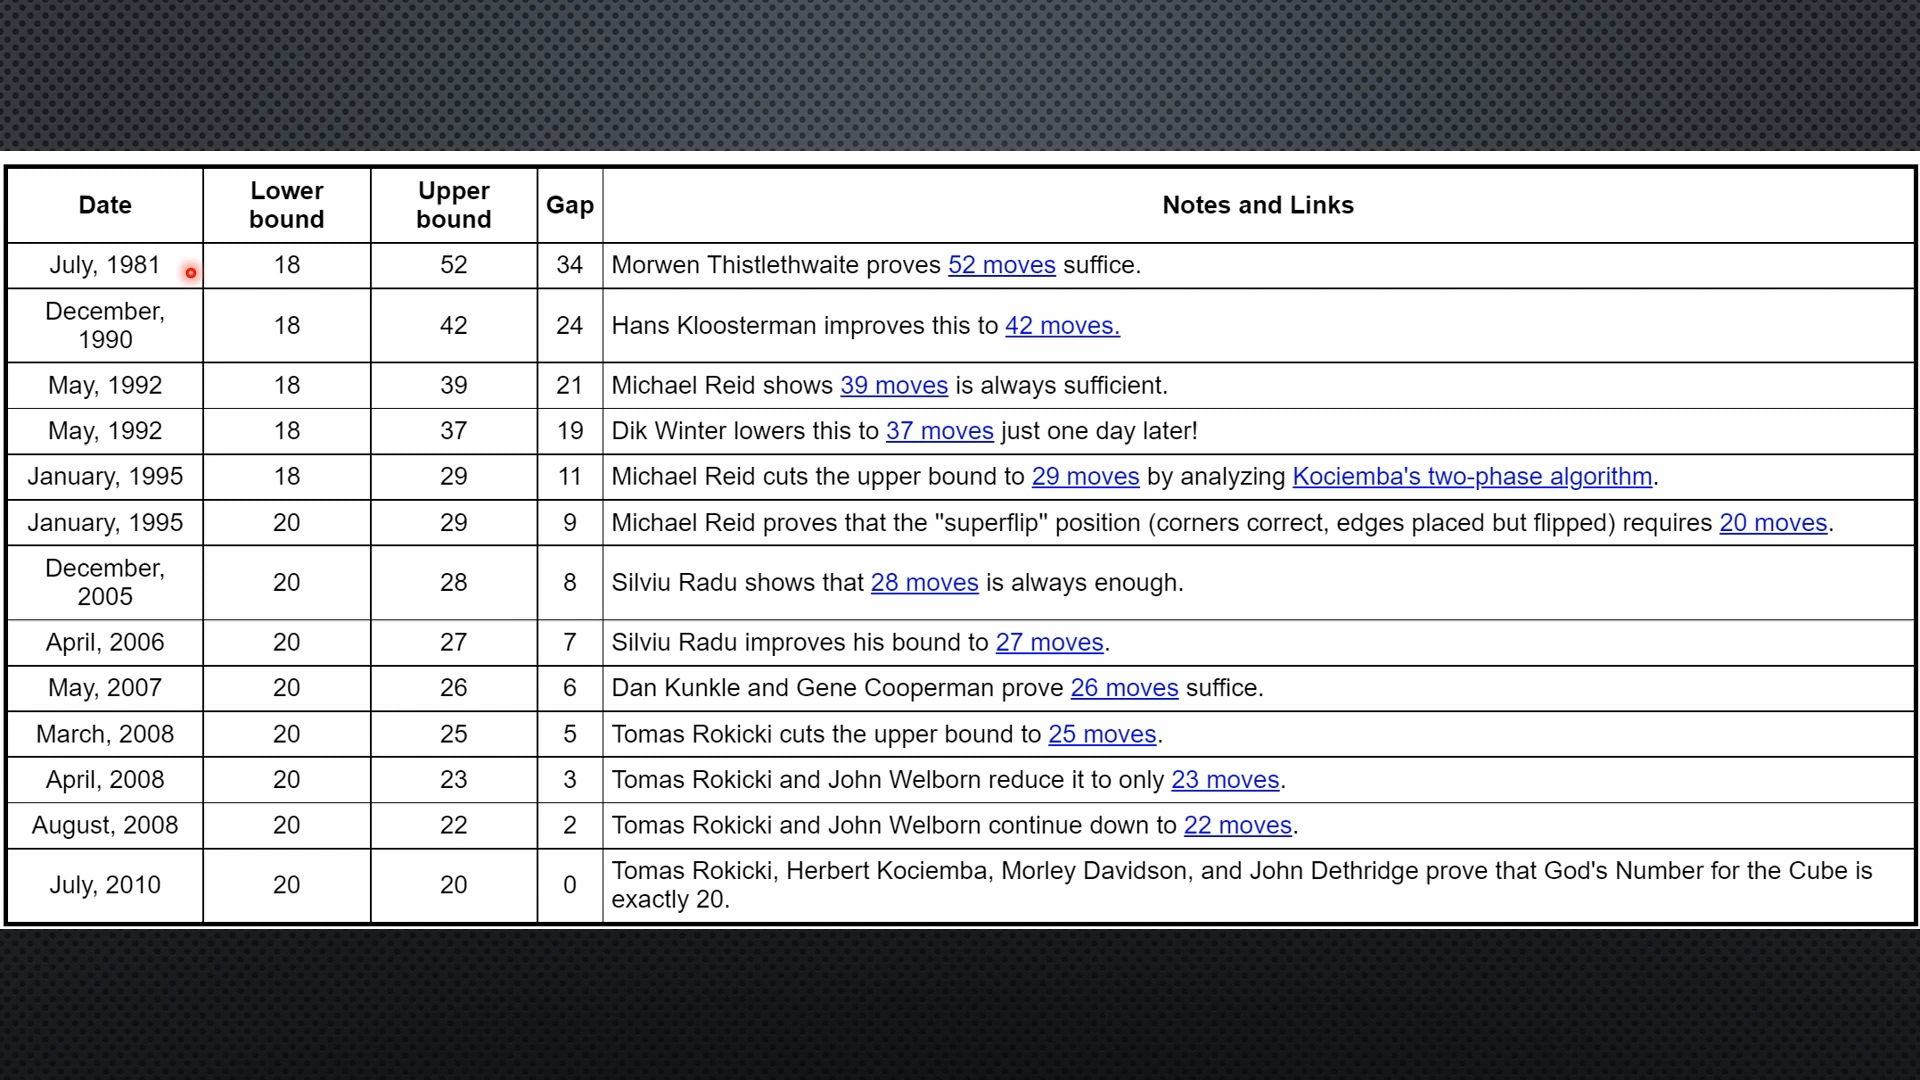 Date Lower bound Upper bound Gap Notes and Links
July, 1981 18 52 34 Morwen Thistlethwaite proves 52 moves suffice.
December, 1990 18 42 24 Hans Kloosterman improves this to 42 moves.
May, 1992 18 39 21 Michael Reid shows 39 moves is always sufficient.
May, 1992 18 37 19 Dik Winter lowers this to 37 moves just one day later!
January, 1995 18 29 11 Michael Reid cuts the upper bound to 29 moves by analyzing Kociemba's two-phase algorithm.
January, 1995 20 29 9 Michael Reid proves that the "superflip" position (corners correct, edges placed but flipped) requires 20 moves.
December, 2005 20 28 8 Silviu Radu shows that 28 moves is always enough.
April, 2006 20 27 7 Silviu Radu improves his bound to 27 moves.
May, 2007 20 26 6 Dan Kunkle and Gene Cooperman prove 26 moves suffice.
March, 2008 20 25 5 Tomas Rokicki cuts the upper bound to 25 moves.
April, 2008 20 23 3 Tomas Rokicki and John Welborn reduce it to only 23 moves.
August, 2008 20 22 2 Tomas Rokicki and John Welborn continue down to 22 moves.
July, 2010 20 20 0 Tomas Rokicki, Herbert Kociemba, Morley Davidson, and John Dethridge prove that God's Number for the Cube is
exactly 20.